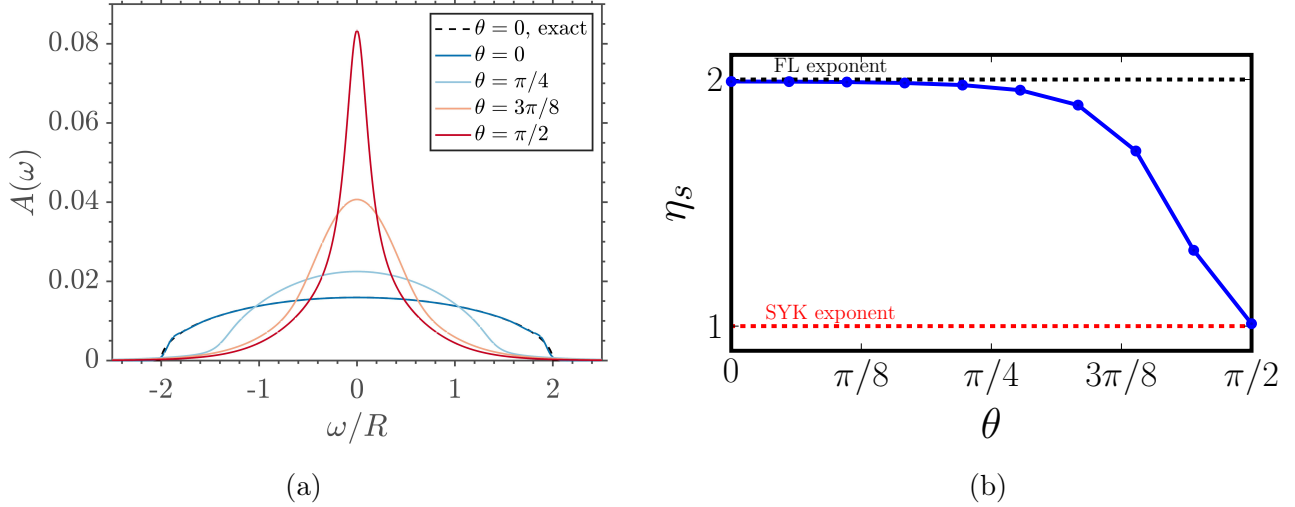 0.08
0.06
0.04
0.02
0
A(ω)
-2
-1
0
1
2
ω/R
θ = 0, exact
θ = 0
θ = π/4
θ = 3π/8
θ = π/2
(a)
2
1
η_s
FL exponent
SYK exponent
0
π/8
π/4
3π/8
π/2
θ
(b)